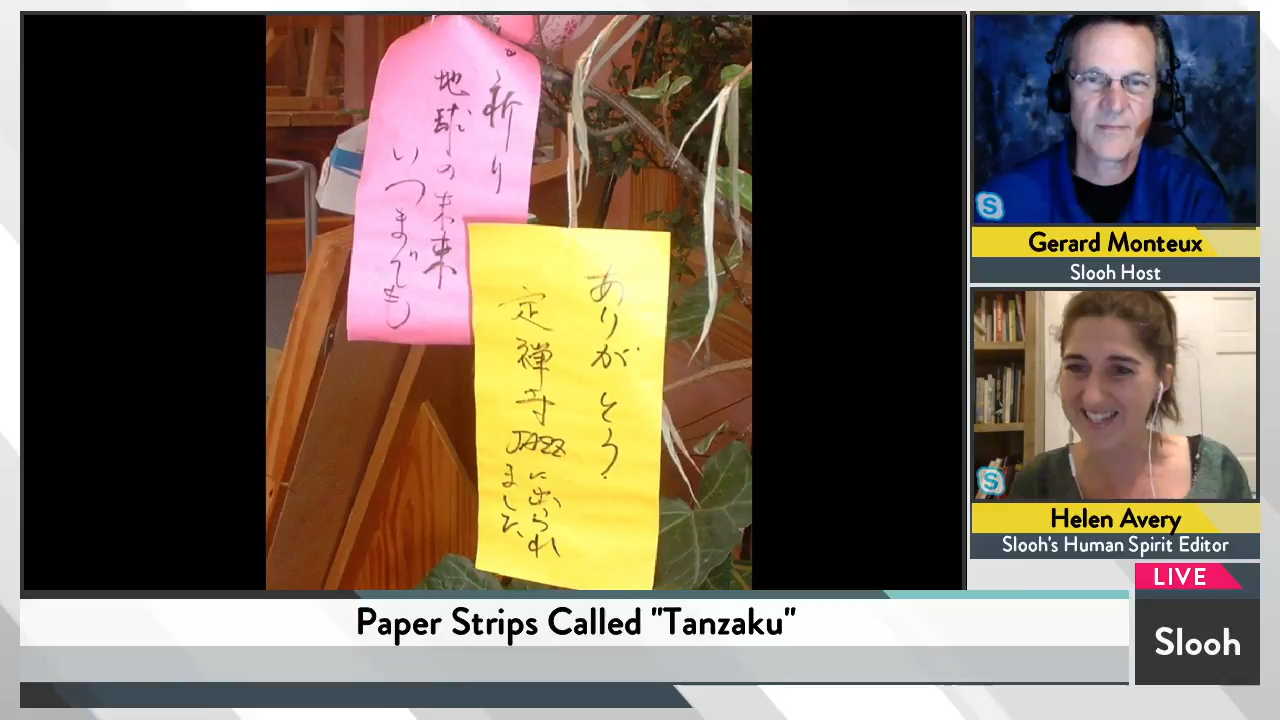 祈り
地球の未来
いつまでも
ありがとう。
定禅寺JAZZに出られ
ました、
Gerard Monteux
Slooh Host
Helen Avery
Slooh's Human Spirit Editor
LIVE
Slooh
Paper Strips Called "Tanzaku"